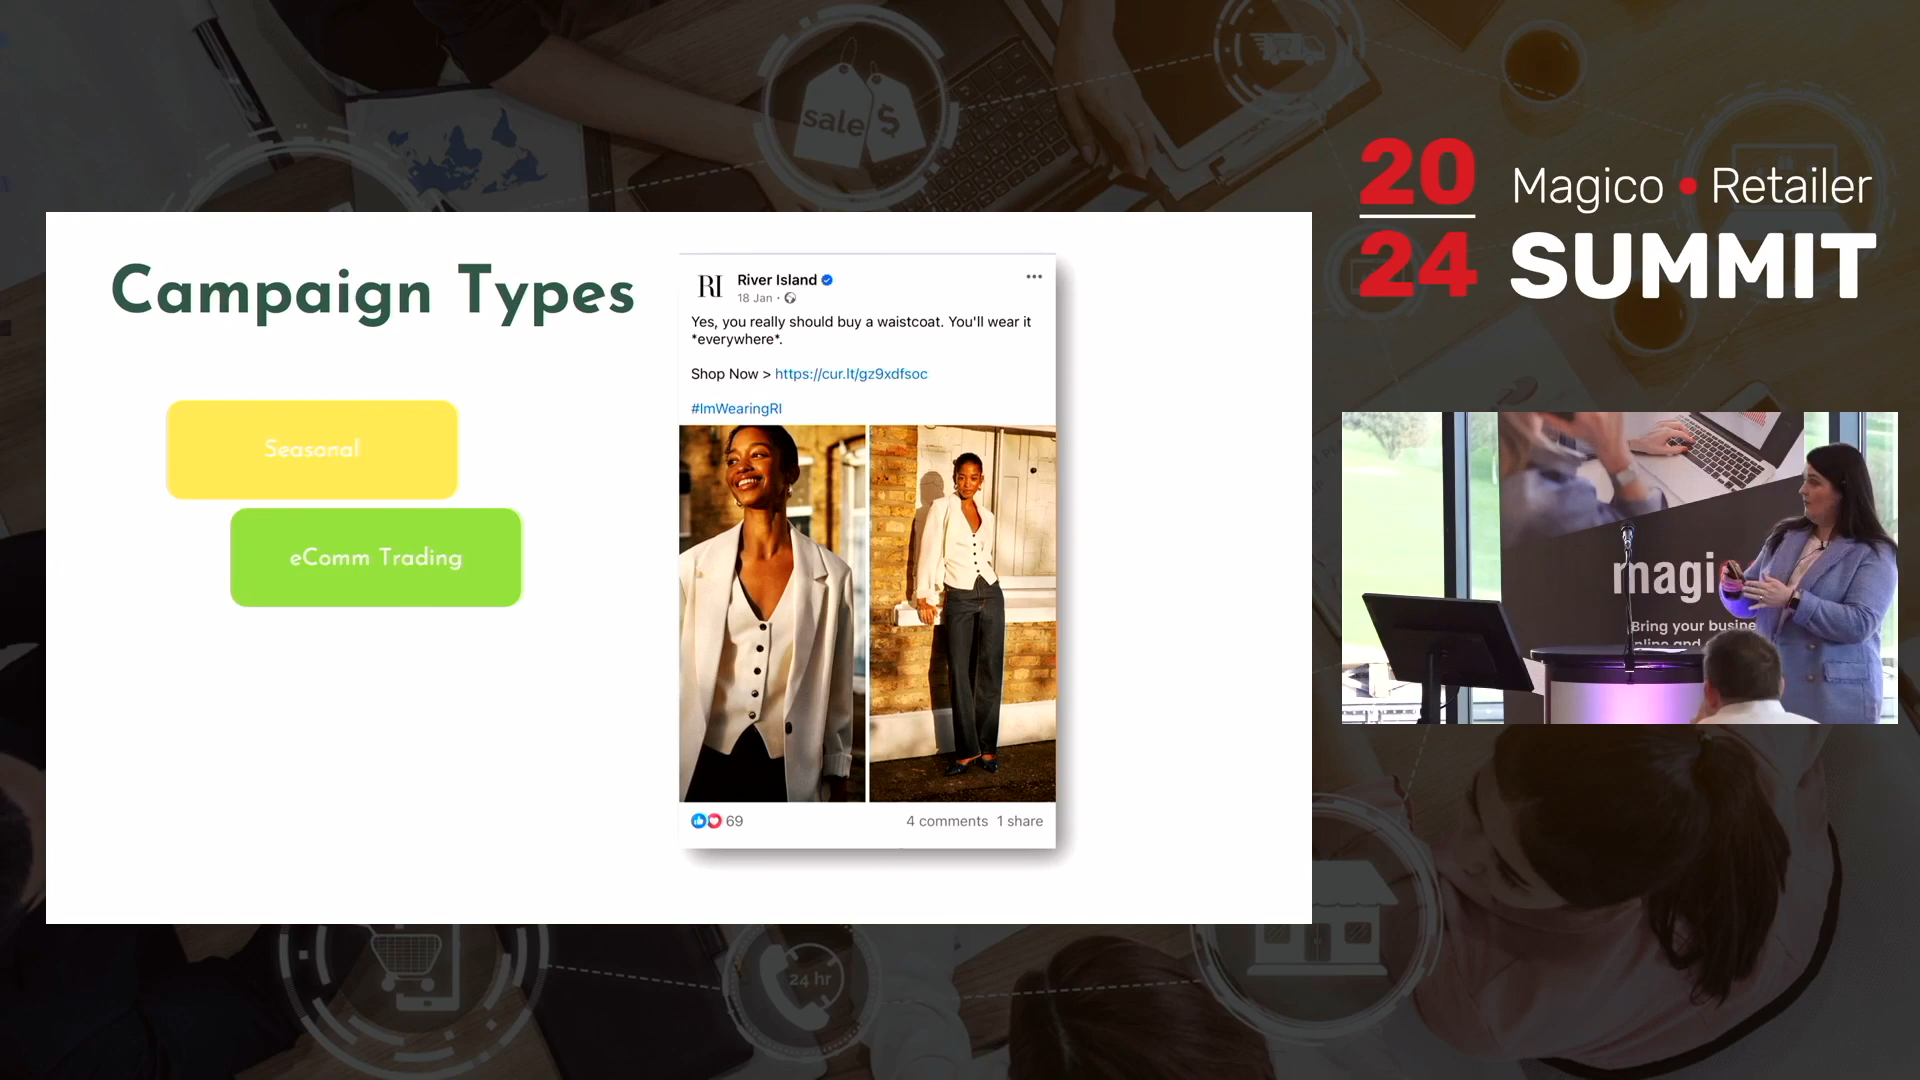 sale $
20
24
Magico • Retailer
SUMMIT
Campaign Types
Seasonal
eComm Trading
RI
River Island
18 Jan ·
Yes, you really should buy a waistcoat. You'll wear it
*everywhere*.
Shop Now > https://cur.lt/gz9xdfsoc
#ImWearingRI
69
4 comments 1 share
magi
Bring your busine
nline and
24 hr